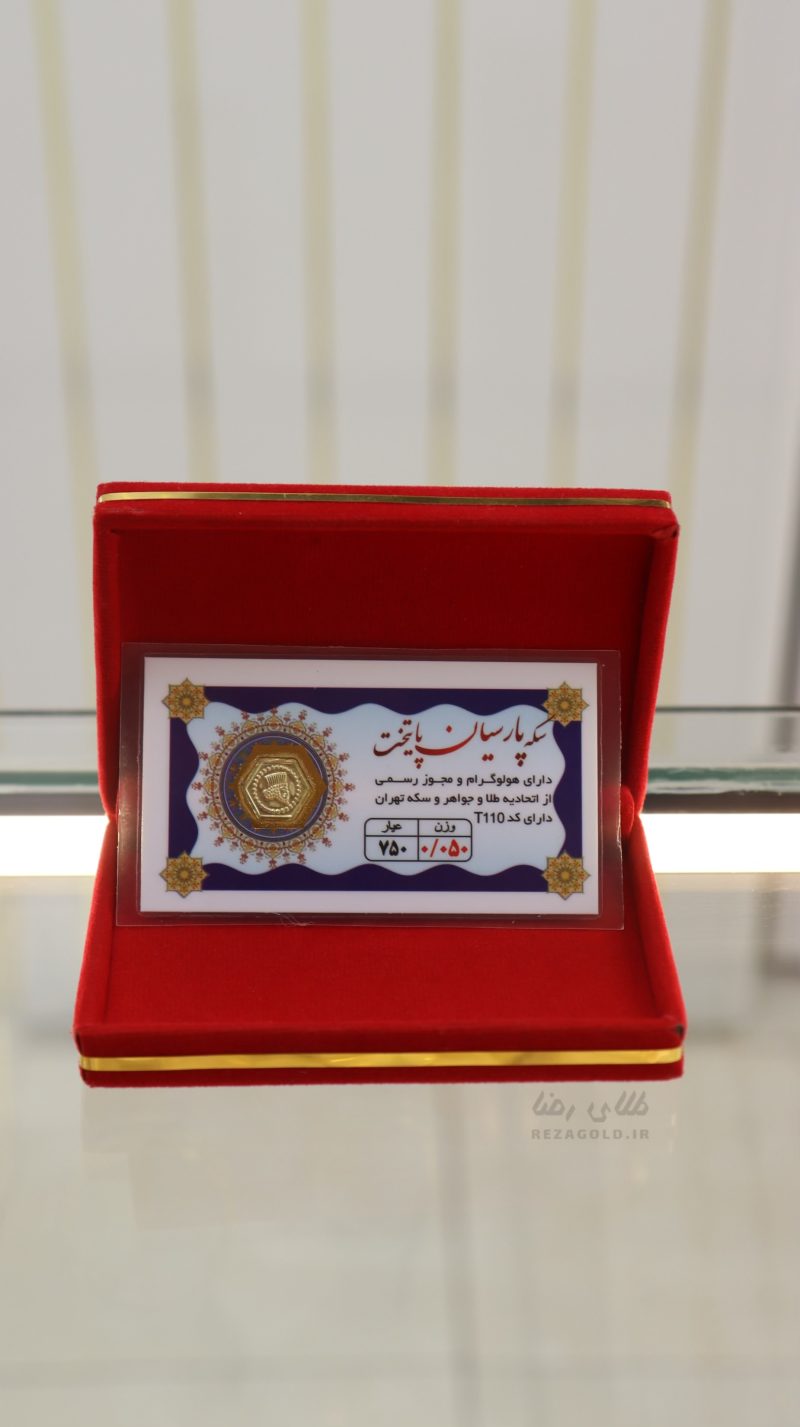 سکه پارسیان پایتخت
دارای هولوگرام و مجوز رسمی
از اتحادیه طلا و جواهر و سکه تهران
دارای کد T110
وزن عیار
۰/۰۵۰ ۷۵۰
طلای رضا
REZAGOLD.IR